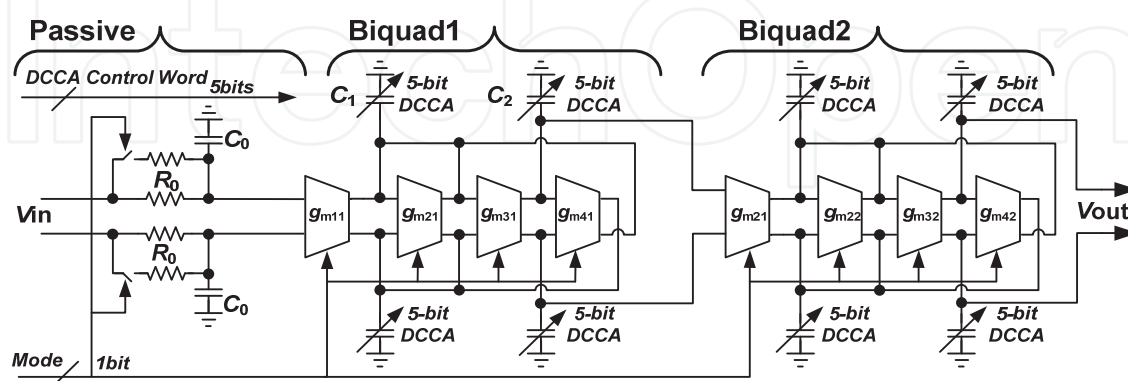 IntechOpen
Passive
Biquad1
Biquad2
DCCA Control Word
5bits
C1
5-bit
DCCA
C2
5-bit
DCCA
5-bit
DCCA
5-bit
DCCA
C0
R0
Vin
gm11
gm21
gm31
gm41
gm21
gm22
gm32
gm42
Vout
R0
C0
5-bit
DCCA
5-bit
DCCA
5-bit
DCCA
5-bit
DCCA
Mode
1bit